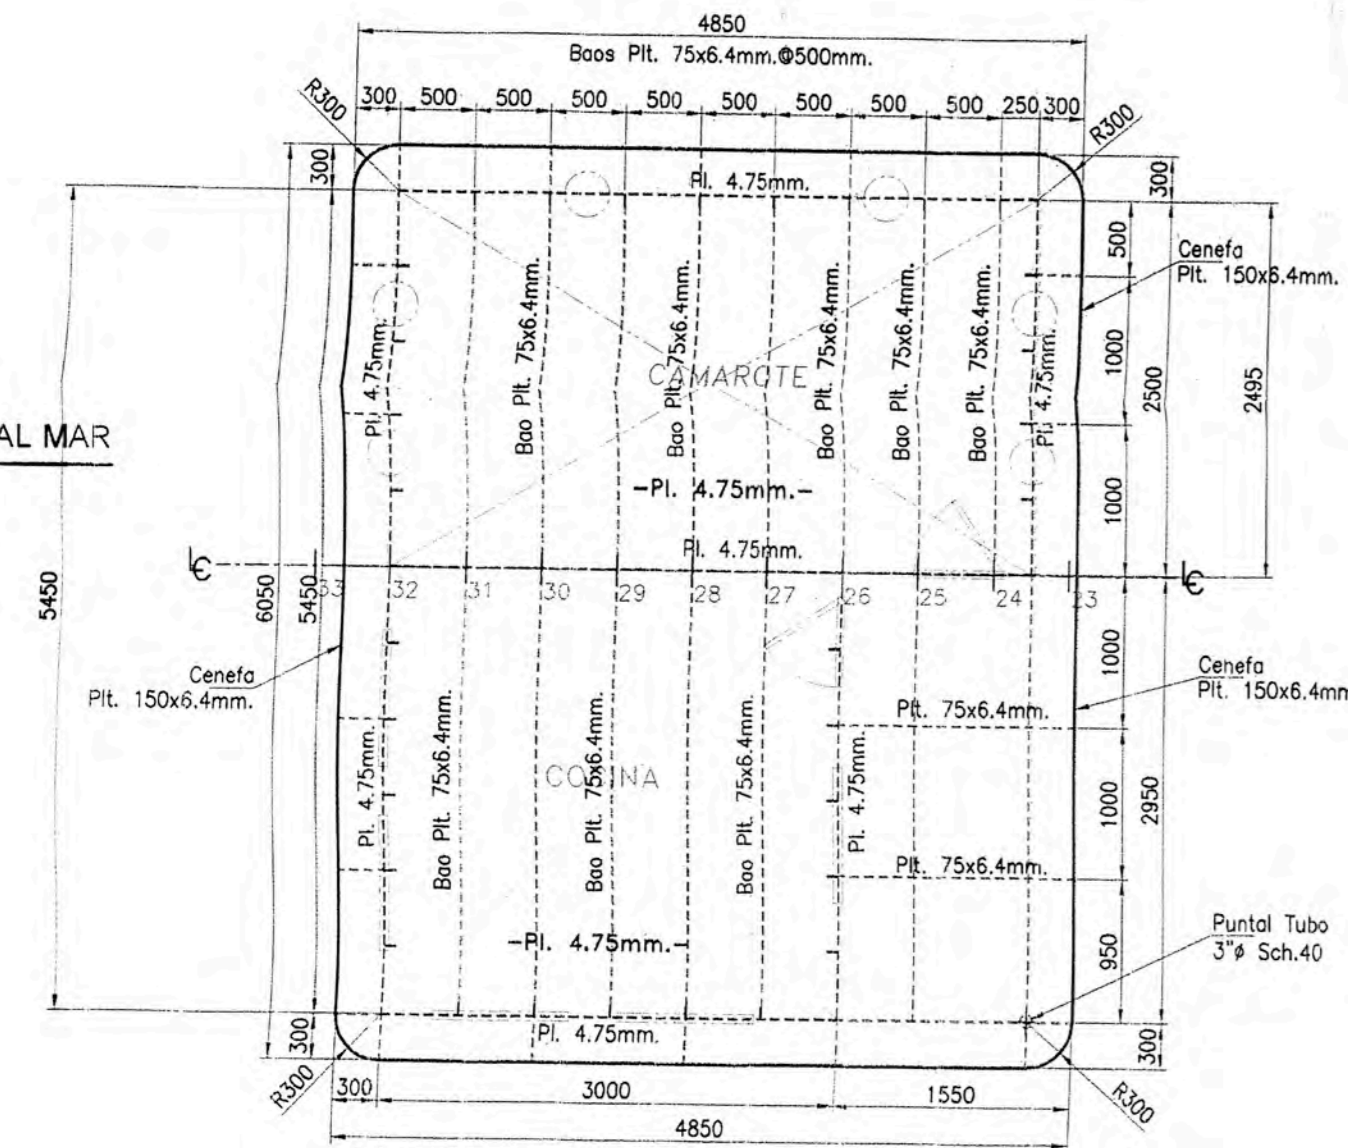 4850
Baos Plt. 75x6.4mm.@500mm.
300 500 500 500 500 500 500 500 500 250 300
R300
R300
300
300
Pl. 4.75mm.
500
Cenefa
Plt. 150x6.4mm.
Pl. 4.75mm.
Bao Plt. 75x6.4mm.
Bao Plt. 75x6.4mm.
Bao Plt. 75x6.4mm.
Bao Plt. 75x6.4mm.
Bao Plt. 75x6.4mm.
Pl. 4.75mm.
1000
2500
2495
CAMAROTE
AL MAR
-Pl. 4.75mm.-
1000
Pl. 4.75mm.
℄
℄
33 32 31 30 29 28 27 26 25 24 23
5450
6050
5450
1000
Cenefa
Plt. 150x6.4mm.
Cenefa
Plt. 150x6.4mm
Plt. 75x6.4mm.
Pl. 4.75mm.
Bao Plt. 75x6.4mm.
Bao Plt. 75x6.4mm.
Bao Plt. 75x6.4mm.
Pl. 4.75mm.
COCINA
1000
2950
Plt. 75x6.4mm.
-Pl. 4.75mm.-
950
Puntal Tubo
3"ø Sch.40
Pl. 4.75mm.
300
300
R300
R300
300 3000 1550
4850